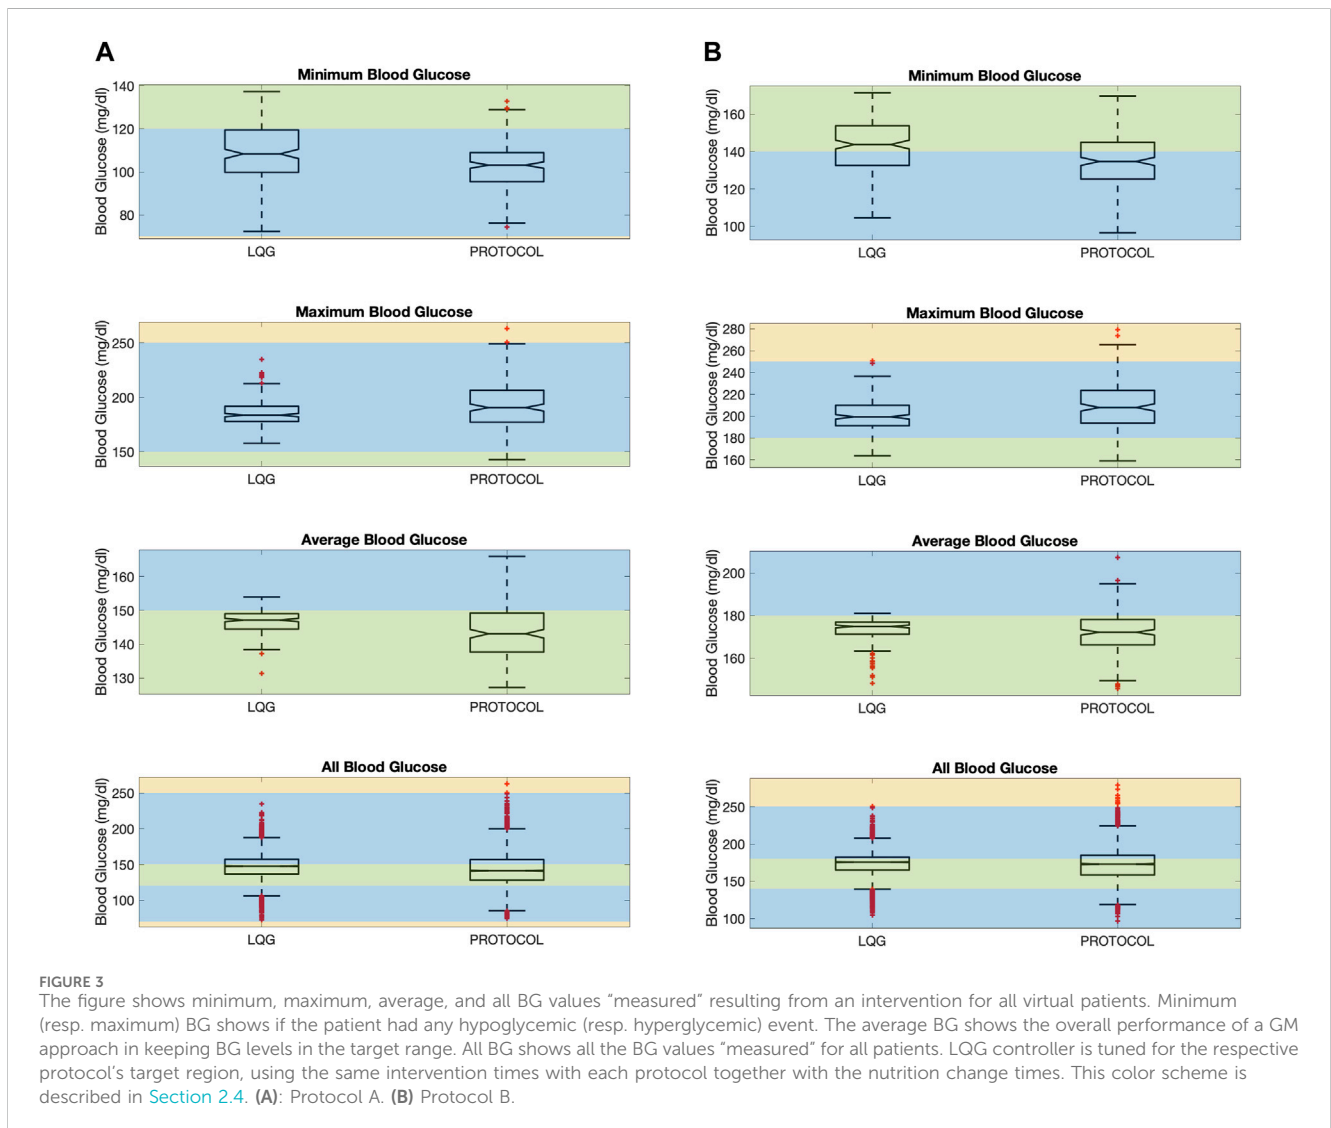 A
Minimum Blood Glucose
Blood Glucose (mg/dl)
140
120
100
80
LQG
PROTOCOL
Maximum Blood Glucose
Blood Glucose (mg/dl)
250
200
150
LQG
PROTOCOL
Average Blood Glucose
Blood Glucose (mg/dl)
160
150
140
130
LQG
PROTOCOL
All Blood Glucose
Blood Glucose (mg/dl)
250
200
150
100
LQG
PROTOCOL
B
Minimum Blood Glucose
Blood Glucose (mg/dl)
160
140
120
100
LQG
PROTOCOL
Maximum Blood Glucose
Blood Glucose (mg/dl)
280
260
240
220
200
180
160
LQG
PROTOCOL
Average Blood Glucose
Blood Glucose (mg/dl)
200
180
160
LQG
PROTOCOL
All Blood Glucose
Blood Glucose (mg/dl)
250
200
150
100
LQG
PROTOCOL
FIGURE 3
The figure shows minimum, maximum, average, and all BG values “measured” resulting from an intervention for all virtual patients. Minimum
(resp. maximum) BG shows if the patient had any hypoglycemic (resp. hyperglycemic) event. The average BG shows the overall performance of a GM
approach in keeping BG levels in the target range. All BG shows all the BG values “measured” for all patients. LQG controller is tuned for the respective
protocol’s target region, using the same intervention times with each protocol together with the nutrition change times. This color scheme is
described in Section 2.4. (A): Protocol A. (B) Protocol B.